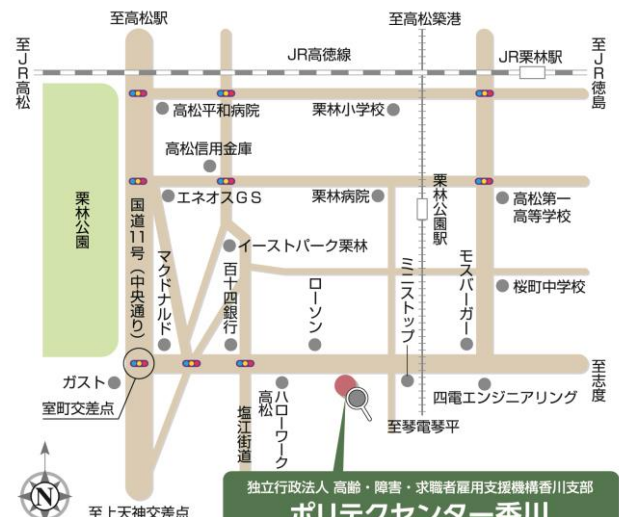 至高松駅
至高松築港
至JR高松
JR高徳線
JR栗林駅
至JR徳島
高松平和病院
栗林小学校
高松信用金庫
栗林公園
国道11号(中央通り)
エネオスGS
栗林病院
栗林公園駅
高松第一
高等学校
イーストパーク栗林
マクドナルド
百十四銀行
ローソン
ミニストップ
モスバーガー
桜町中学校
ガスト
室町交差点
塩江街道
ハローワーク
高松
四電エンジニアリング
至志度
至琴電琴平
N
至上天神交差点
独立行政法人 高齢・障害・求職者雇用支援機構香川支部
ポリテクセンター香川